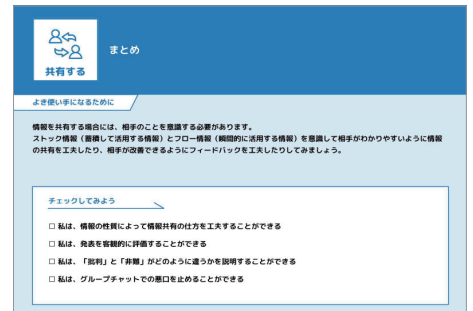 共有する
まとめ
よき使い手になるために
情報を共有する場合には、相手のことを意識する必要があります。
ストック情報（蓄積して活用する情報）とフロー情報（瞬間的に活用する情報）を意識して相手がわかりやすいように情報
の共有を工夫したり、相手が改善できるようにフィードバックを工夫したりしてみましょう。
チェックしてみよう
□ 私は、情報の性質によって情報共有の仕方を工夫することができる
□ 私は、発表を客観的に評価することができる
□ 私は、「批判」と「非難」がどのように違うかを説明することができる
□ 私は、グループチャットでの悪口を止めることができる